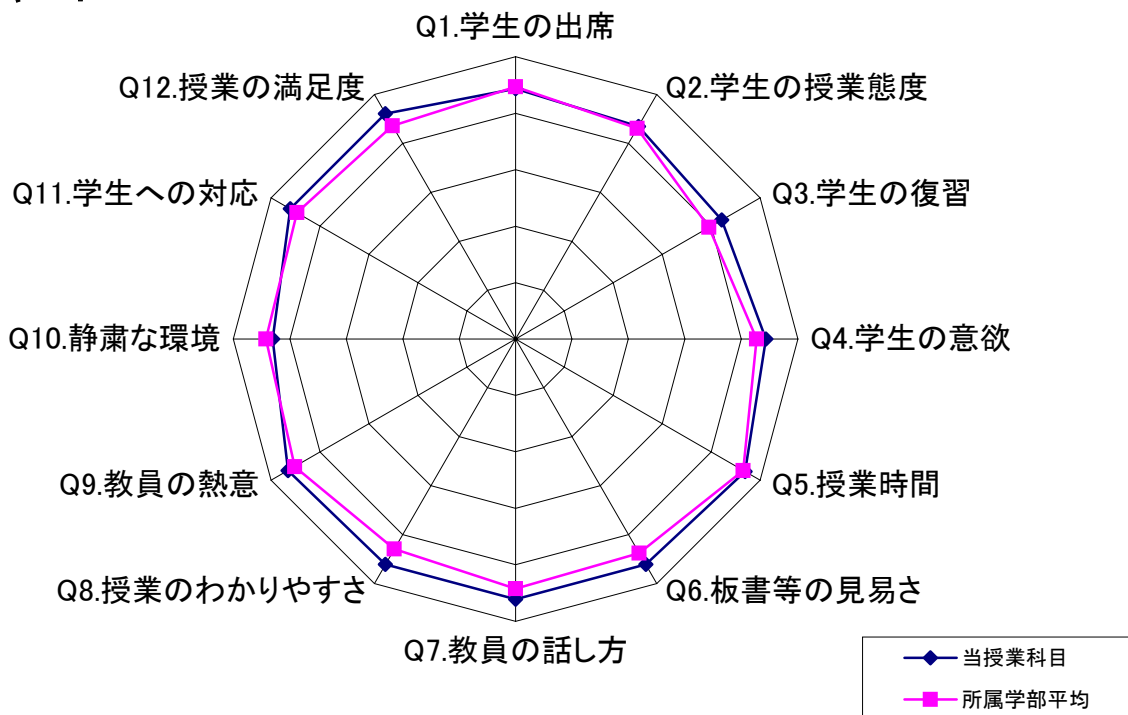 Q1.学生の出席
Q2.学生の授業態度
Q3.学生の復習
Q4.学生の意欲
Q5.授業時間
Q6.板書等の見易さ
Q7.教員の話し方
Q8.授業のわかりやすさ
Q9.教員の熱意
Q10.静粛な環境
Q11.学生への対応
Q12.授業の満足度
当授業科目
所属学部平均